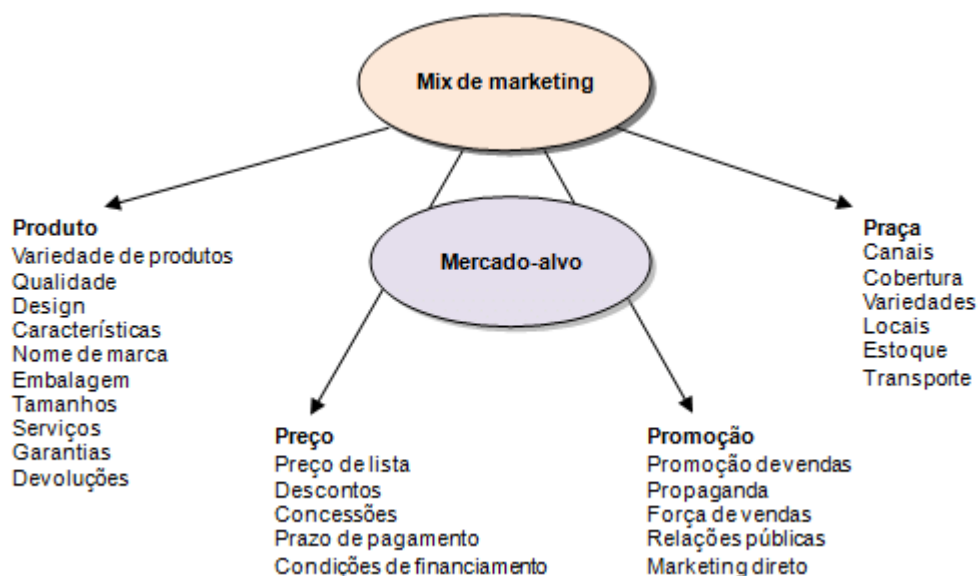 Mix de marketing
Mercado-alvo
Produto
Variedade de produtos
Qualidade
Design
Características
Nome de marca
Embalagem
Tamanhos
Serviços
Garantias
Devoluções
Preço
Preço de lista
Descontos
Concessões
Prazo de pagamento
Condições de financiamento
Promoção
Promoção de vendas
Propaganda
Força de vendas
Relações públicas
Marketing direto
Praça
Canais
Cobertura
Variedades
Locais
Estoque
Transporte